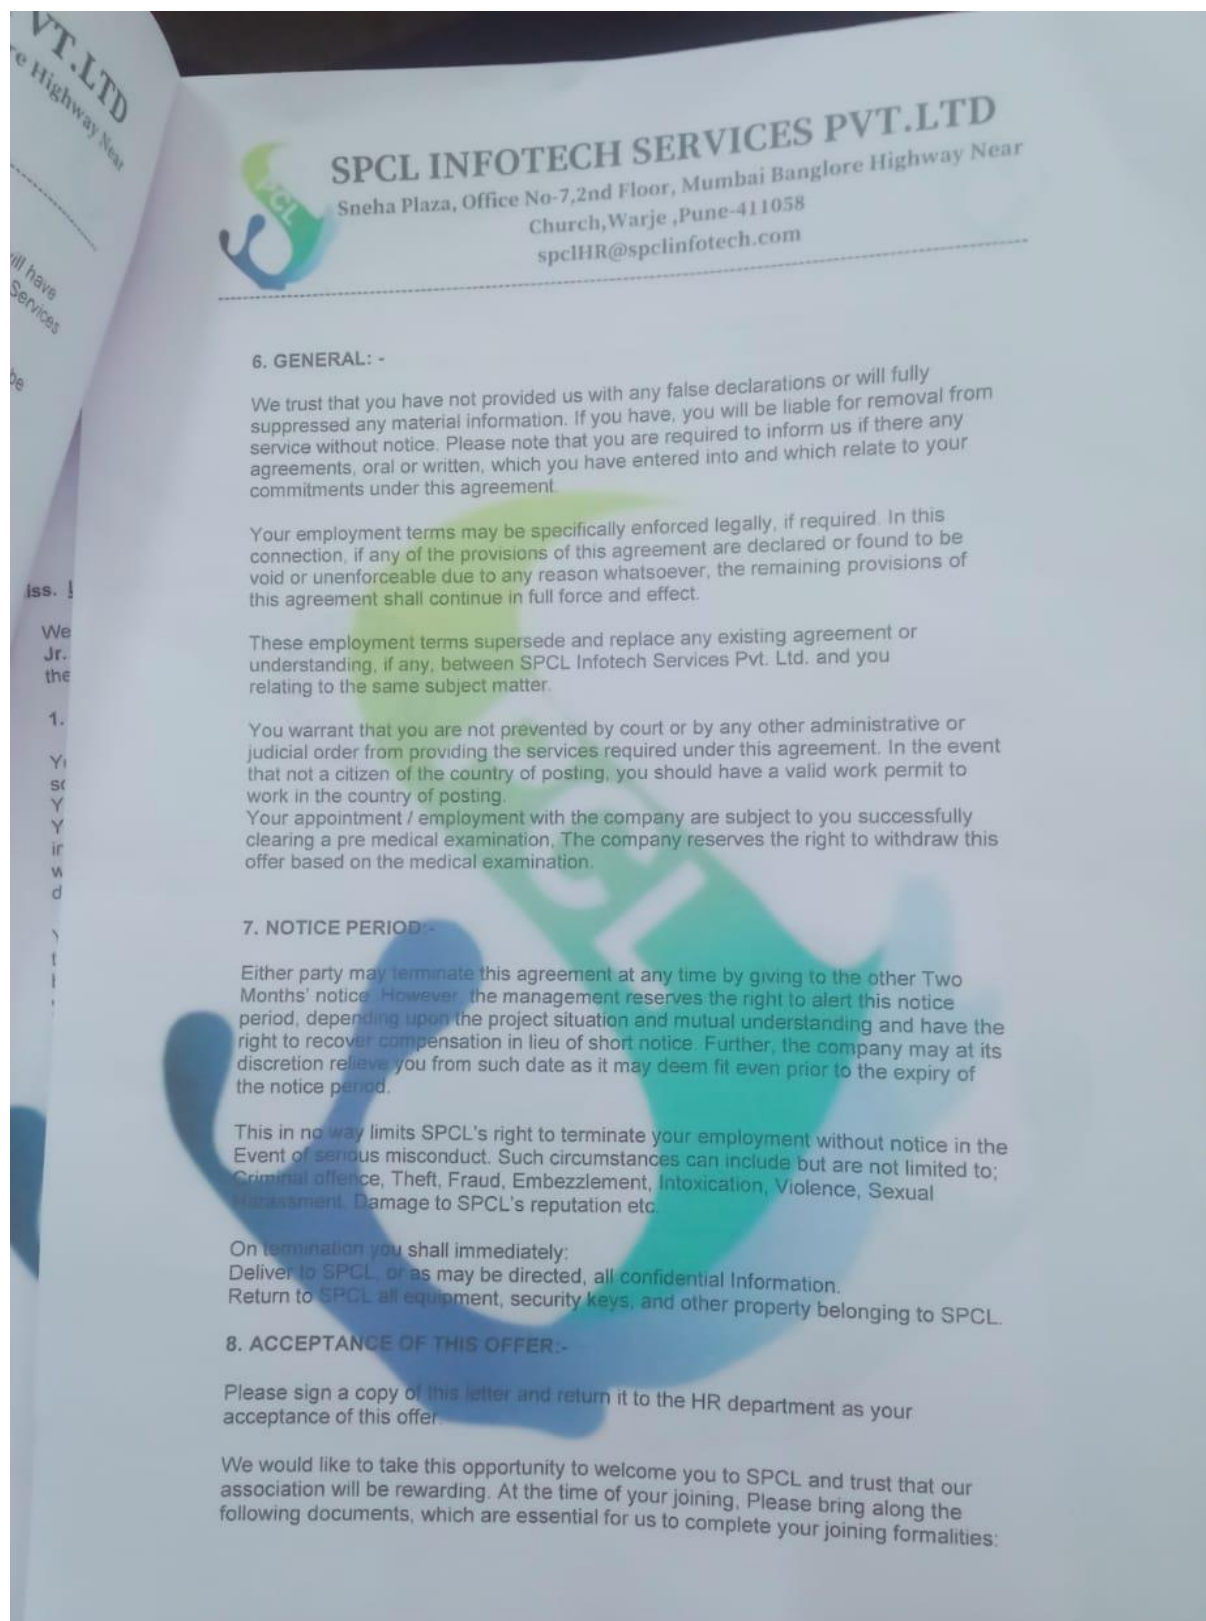 VT.LTD
re Highway Near
ill have
Services
be
iss.
We
Jr.
the
1.
PCL
SPCL INFOTECH SERVICES PVT.LTD
Sneha Plaza, Office No-7,2nd Floor, Mumbai Banglore Highway Near
Church,Warje ,Pune-411058
spclHR@spclinfotech.com
6. GENERAL: -
We trust that you have not provided us with any false declarations or will fully
suppressed any material information. If you have, you will be liable for removal from
service without notice. Please note that you are required to inform us if there any
agreements, oral or written, which you have entered into and which relate to your
commitments under this agreement.
Your employment terms may be specifically enforced legally, if required. In this
connection, if any of the provisions of this agreement are declared or found to be
void or unenforceable due to any reason whatsoever, the remaining provisions of
this agreement shall continue in full force and effect.
These employment terms supersede and replace any existing agreement or
understanding, if any, between SPCL Infotech Services Pvt. Ltd. and you
relating to the same subject matter.
You warrant that you are not prevented by court or by any other administrative or
judicial order from providing the services required under this agreement. In the event
that not a citizen of the country of posting, you should have a valid work permit to
work in the country of posting.
Your appointment / employment with the company are subject to you successfully
clearing a pre medical examination, The company reserves the right to withdraw this
offer based on the medical examination.
PCL
7. NOTICE PERIOD:-
Either party may terminate this agreement at any time by giving to the other Two
Months' notice. However, the management reserves the right to alert this notice
period, depending upon the project situation and mutual understanding and have the
right to recover compensation in lieu of short notice. Further, the company may at its
discretion relieve you from such date as it may deem fit even prior to the expiry of
the notice period.
This in no way limits SPCL's right to terminate your employment without notice in the
Event of serious misconduct. Such circumstances can include but are not limited to;
Criminal offence, Theft, Fraud, Embezzlement, Intoxication, Violence, Sexual
Harassment, Damage to SPCL's reputation etc.
On termination you shall immediately:
Deliver to SPCL, or as may be directed, all confidential Information.
Return to SPCL all equipment, security keys, and other property belonging to SPCL.
8. ACCEPTANCE OF THIS OFFER:-
Please sign a copy of this letter and return it to the HR department as your
acceptance of this offer.
We would like to take this opportunity to welcome you to SPCL and trust that our
association will be rewarding. At the time of your joining, Please bring along the
following documents, which are essential for us to complete your joining formalities: